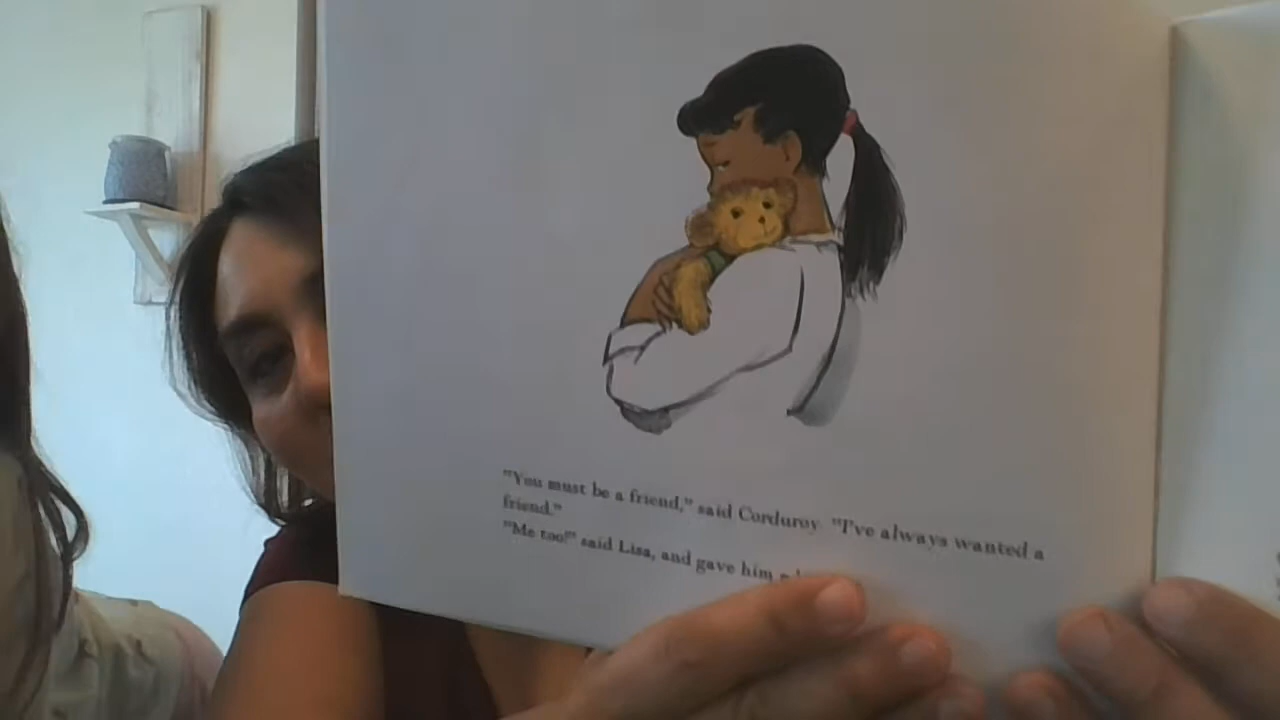 "You must be a friend," said Corduroy. "I've always wanted a
friend."
"Me too!" said Lisa, and gave him a